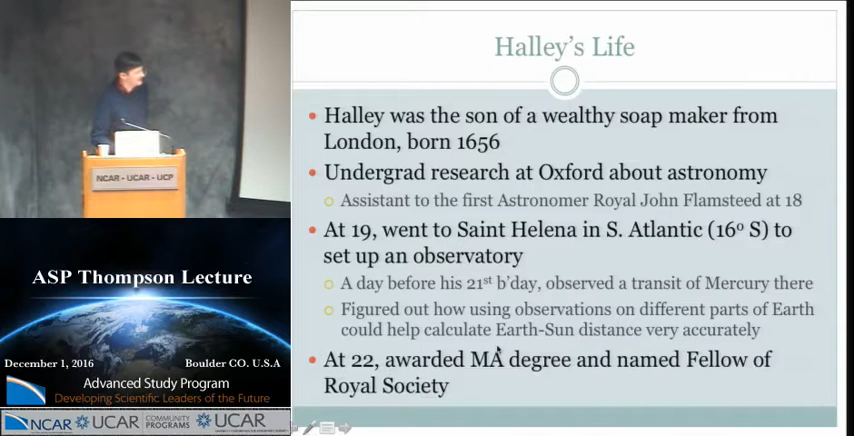 NCAR - UCAR - UCP
ASP Thompson Lecture
December 1, 2016
Boulder CO. U.S.A
Advanced Study Program
Developing Scientific Leaders of the Future
NCAR
UCAR
COMMUNITY
PROGRAMS
UCAR
Halley's Life
Halley was the son of a wealthy soap maker from
London, born 1656
Undergrad research at Oxford about astronomy
Assistant to the first Astronomer Royal John Flamsteed at 18
At 19, went to Saint Helena in S. Atlantic (16º S) to
set up an observatory
A day before his 21st b'day, observed a transit of Mercury there
Figured out how using observations on different parts of Earth
could help calculate Earth-Sun distance very accurately
At 22, awarded MA degree and named Fellow of
Royal Society